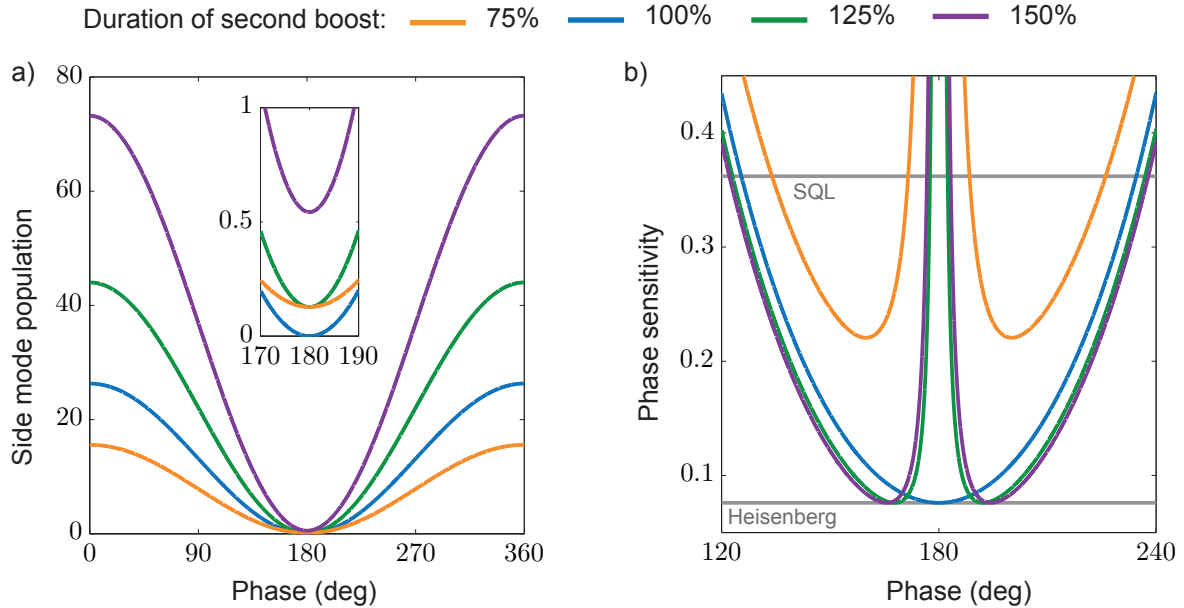 Duration of second boost: 75% 100% 125% 150%
a)
80
60
40
20
0
0 90 180 270 360
Side mode population
Phase (deg)
1
0.5
0
170 180 190
b)
0.4
0.3
0.2
0.1
120 180 240
Phase sensitivity
Phase (deg)
SQL
Heisenberg